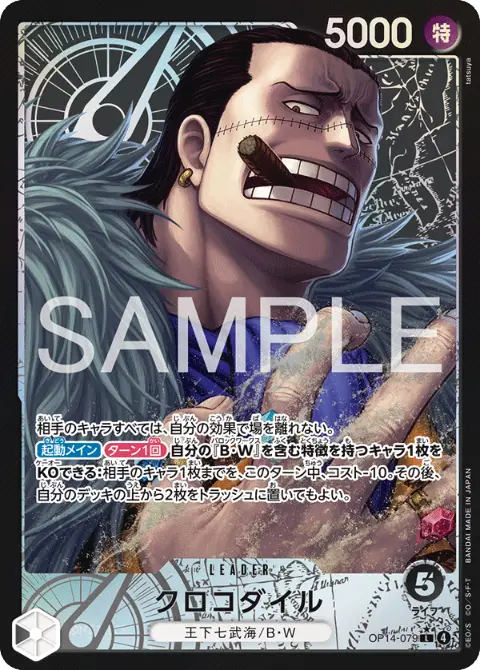 5000 特
tatsuya
SAMPLE
相手のキャラすべては、自分の効果で場を離れない。
起動メイン ターン1回 自分の『B・W』を含む特徴を持つキャラ1枚を
KOできる:相手のキャラ1枚までを、このターン中、コスト-10。その後、
自分のデッキの上から2枚をトラッシュに置いてもよい。
LEADER
クロコダイル
王下七武海/B・W
5
ライフ
OP14-079 L 4
©E.O/S ©O/S・F・T BANDAI MADE IN JAPAN